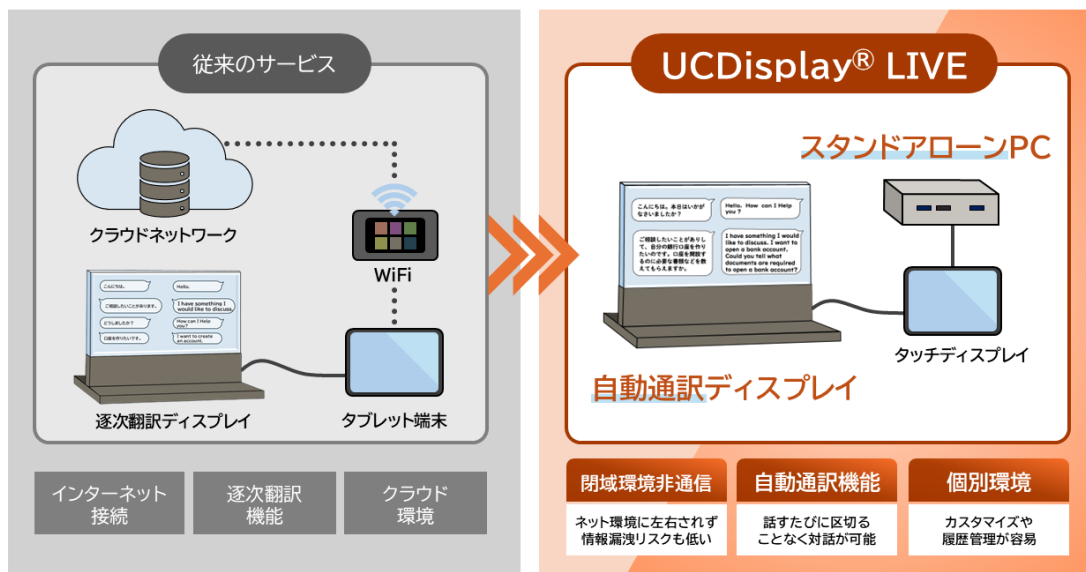 従来のサービス
クラウドネットワーク
WiFi
こんにちは。
Hello.
ご相談したいことがあります。
I have something I
would like to discuss.
どうしましたか？
How can I Help
you?
口座を作りたいです。
I want to create
an account.
逐次翻訳ディスプレイ
タブレット端末
インターネット
接続
逐次翻訳
機能
クラウド
環境
UCDisplay® LIVE
スタンドアローンPC
こんにちは。本日はいかが
なさいましたか？
Hello. How can I Help
you ?
ご相談したいことがありし
て、自分の銀行口座を作り
たいのです。口座を開設す
るのに必要な書類などを教
えてもらえますか。
I have something I would
like to discuss. I want to
open a bank account.
Could you tell what
documents are required
to open a bank account?
タッチディスプレイ
自動通訳ディスプレイ
閉域環境非通信
ネット環境に左右されず
情報漏洩リスクも低い
自動通訳機能
話すたびに区切る
ことなく対話が可能
個別環境
カスタマイズや
履歴管理が容易